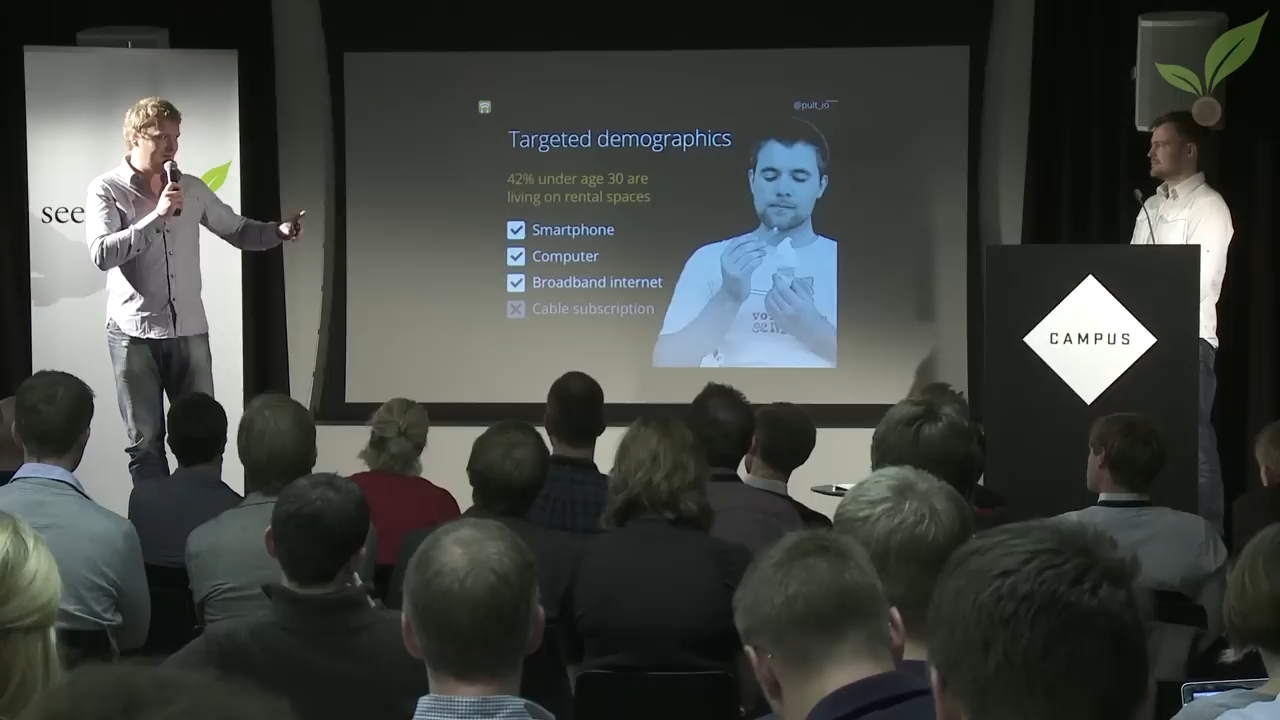 see
@pult_io
Targeted demographics
42% under age 30 are
living on rental spaces
Smartphone
Computer
Broadband internet
Cable subscription
CAMPUS